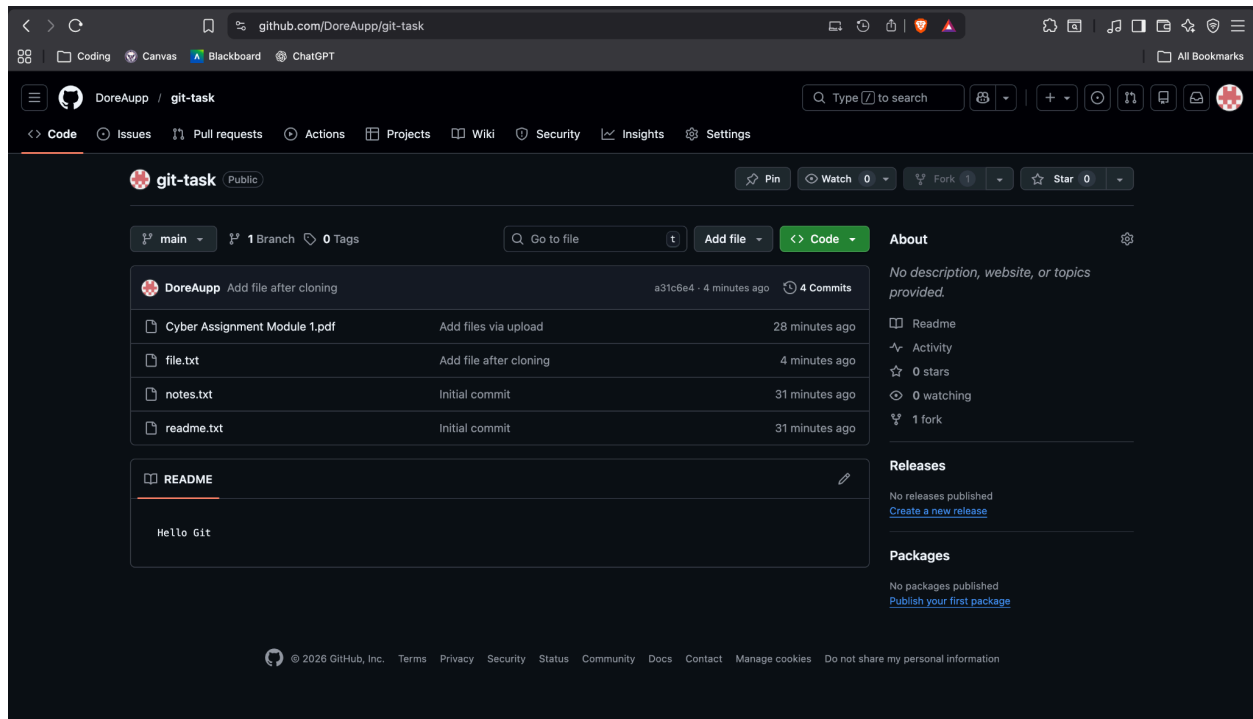 github.com/DoreAupp/git-task
Coding Canvas Blackboard ChatGPT All Bookmarks
DoreAupp / git-task Type / to search
Code Issues Pull requests Actions Projects Wiki Security Insights Settings
git-task Public Pin Watch 0 Fork 1 Star 0
main 1 Branch 0 Tags Go to file t Add file Code About
No description, website, or topics
provided.
DoreAupp Add file after cloning a31c6e4 · 4 minutes ago 4 Commits
Cyber Assignment Module 1.pdf Add files via upload 28 minutes ago
file.txt Add file after cloning 4 minutes ago
notes.txt Initial commit 31 minutes ago
readme.txt Initial commit 31 minutes ago
Readme
Activity
0 stars
0 watching
1 fork
README
Hello Git
Releases
No releases published
Create a new release
Packages
No packages published
Publish your first package
© 2026 GitHub, Inc. Terms Privacy Security Status Community Docs Contact Manage cookies Do not share my personal information